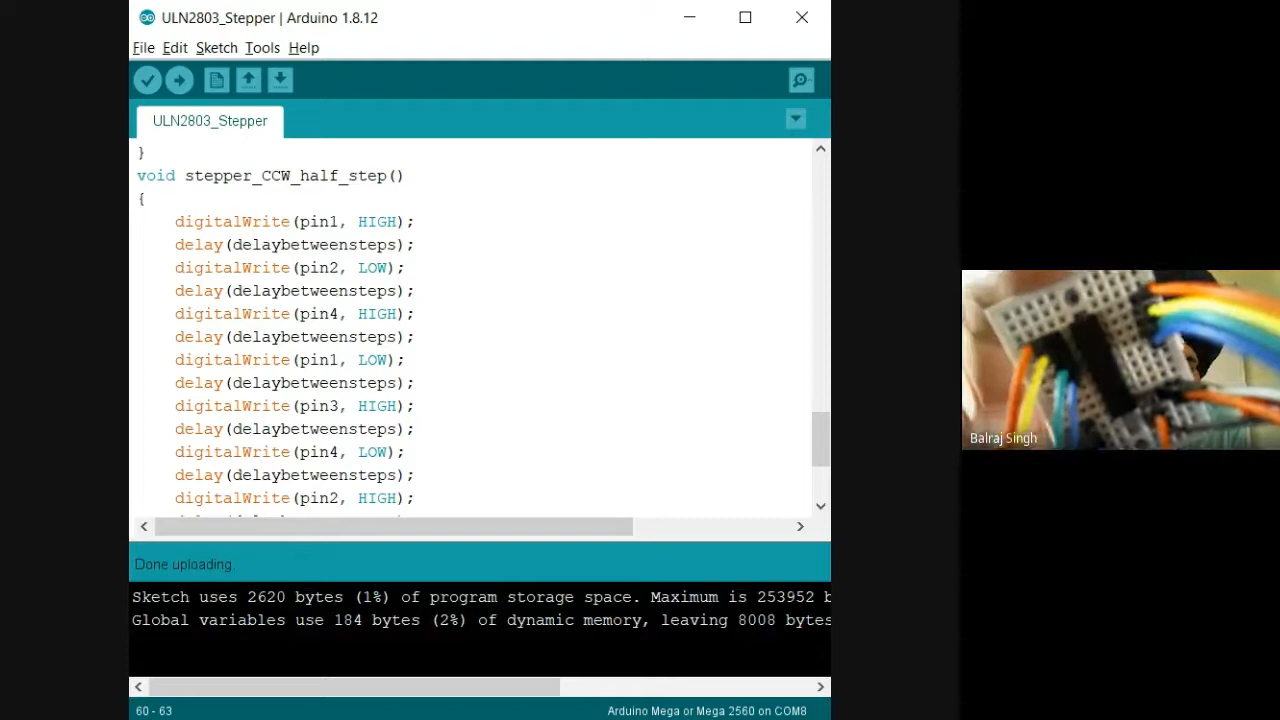 ULN2803_Stepper | Arduino 1.8.12
File Edit Sketch Tools Help
ULN2803_Stepper
}
void stepper_CCW_half_step()
{
digitalWrite(pin1, HIGH);
delay(delaybetweensteps);
digitalWrite(pin2, LOW);
delay(delaybetweensteps);
digitalWrite(pin4, HIGH);
delay(delaybetweensteps);
digitalWrite(pin1, LOW);
delay(delaybetweensteps);
digitalWrite(pin3, HIGH);
delay(delaybetweensteps);
digitalWrite(pin4, LOW);
delay(delaybetweensteps);
digitalWrite(pin2, HIGH);
Done uploading.
Sketch uses 2620 bytes (1%) of program storage space. Maximum is 253952 b
Global variables use 184 bytes (2%) of dynamic memory, leaving 8008 bytes
60 - 63
Arduino Mega or Mega 2560 on COM8
Balraj Singh